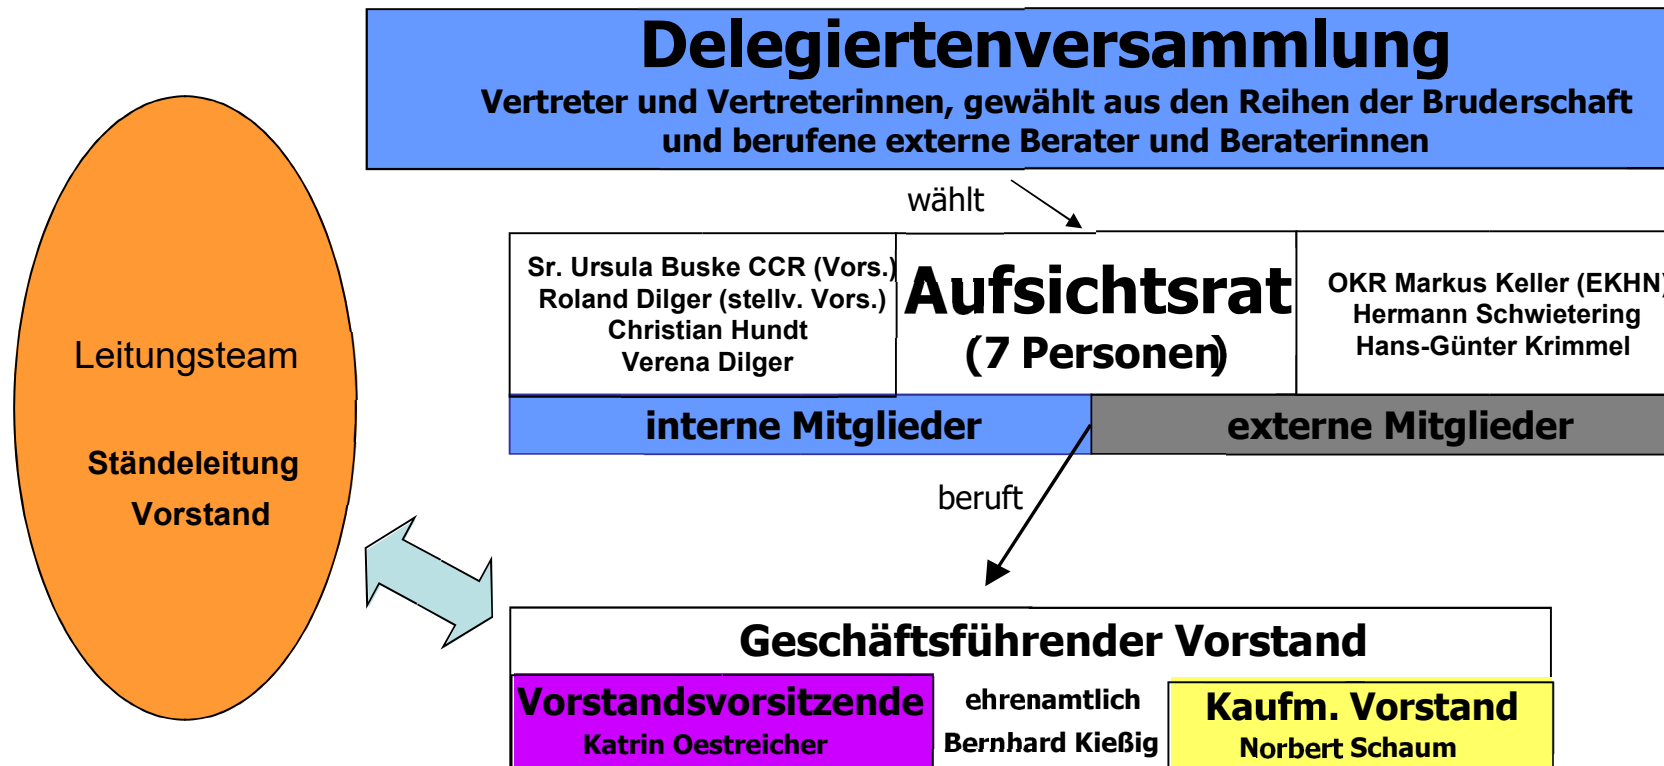 Delegiertenversammlung
Vertreter und Vertreterinnen, gewählt aus den Reihen der Bruderschaft
und berufene externe Berater und Beraterinnen
wählt
Sr. Ursula Buske CCR (Vors.)
Roland Dilger (stellv. Vors.)
Christian Hundt
Verena Dilger
Aufsichtsrat
(7 Personen)
OKR Markus Keller (EKHN)
Hermann Schwietering
Hans-Günter Krimmel
interne Mitglieder
externe Mitglieder
Leitungsteam
Ständeleitung
Vorstand
beruft
Geschäftsführender Vorstand
Vorstandsvorsitzende
Katrin Oestreicher
ehrenamtlich
Bernhard Kießig
Kaufm. Vorstand
Norbert Schaum